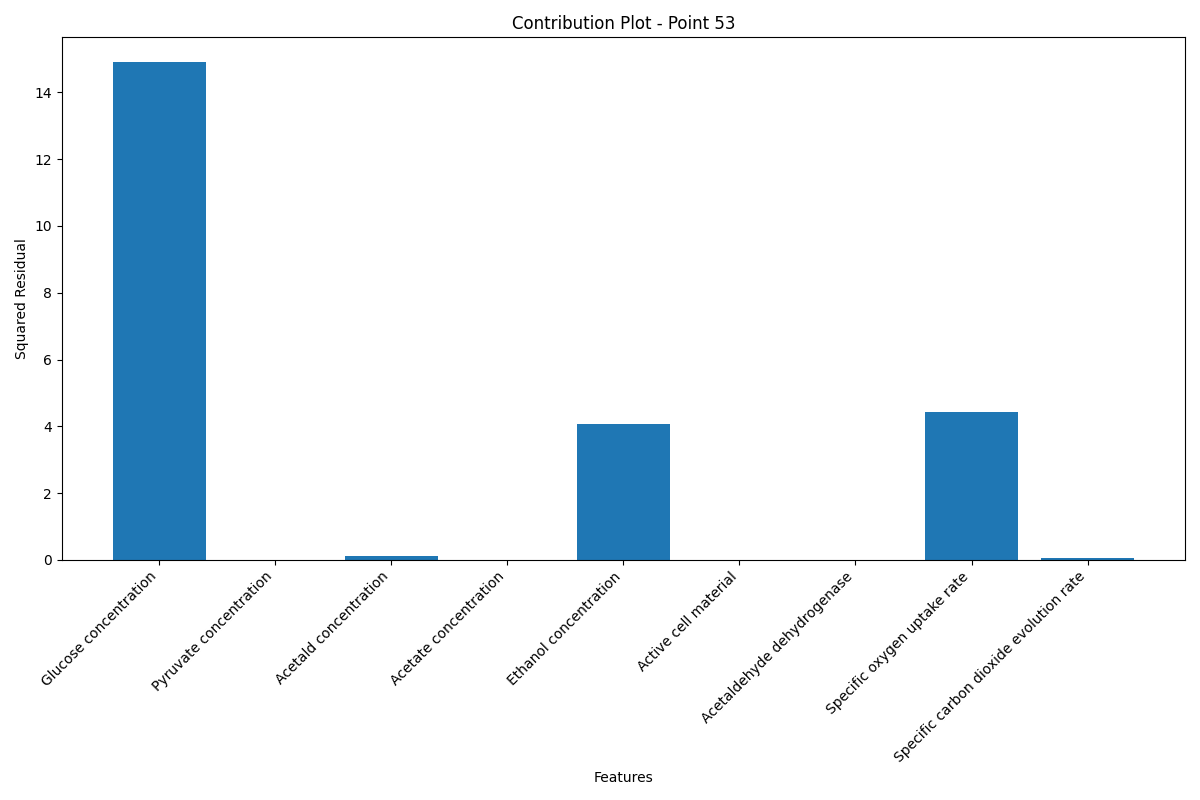 Contribution Plot - Point 53
Squared Residual
14
12
10
8
6
4
2
0
Glucose concentration
Pyruvate concentration
Acetald concentration
Acetate concentration
Ethanol concentration
Active cell material
Acetaldehyde dehydrogenase
Specific oxygen uptake rate
Specific carbon dioxide evolution rate
Features